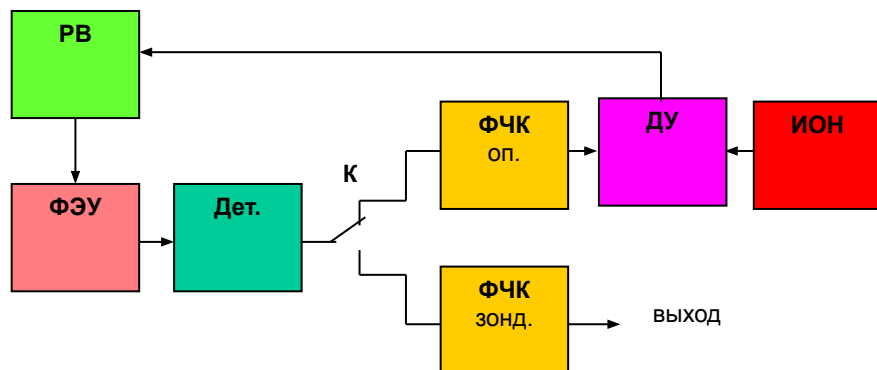 РВ
ФЧК
оп.
ДУ
ИОН
К
ФЭУ
Дет.
ФЧК
зонд.
выход